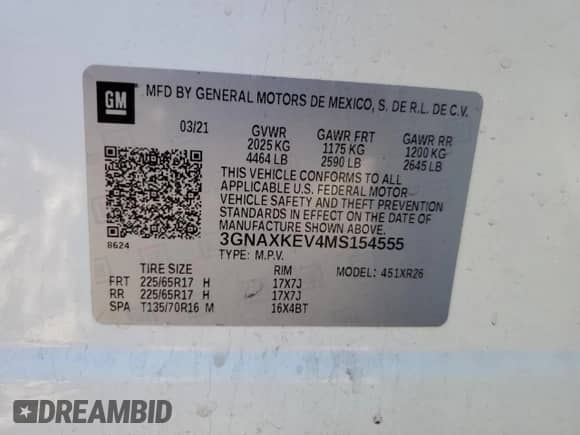 GM
MFD BY GENERAL MOTORS DE MEXICO, S. DE R.L. DE C.V.
03/21 GVWR GAWR FRT GAWR RR
2025 KG 1175 KG 1200 KG
4464 LB 2590 LB 2645 LB
THIS VEHICLE CONFORMS TO ALL
APPLICABLE U.S. FEDERAL MOTOR
VEHICLE SAFETY AND THEFT PREVENTION
STANDARDS IN EFFECT ON THE DATE OF
MANUFACTURE SHOWN ABOVE.
8624 3GNAXKEV4MS154555
TYPE: M.P.V.
TIRE SIZE RIM MODEL: 451XR26
FRT 225/65R17 H 17X7J
RR 225/65R17 H 17X7J
SPA T135/70R16 M 16X4BT
DREAMBID